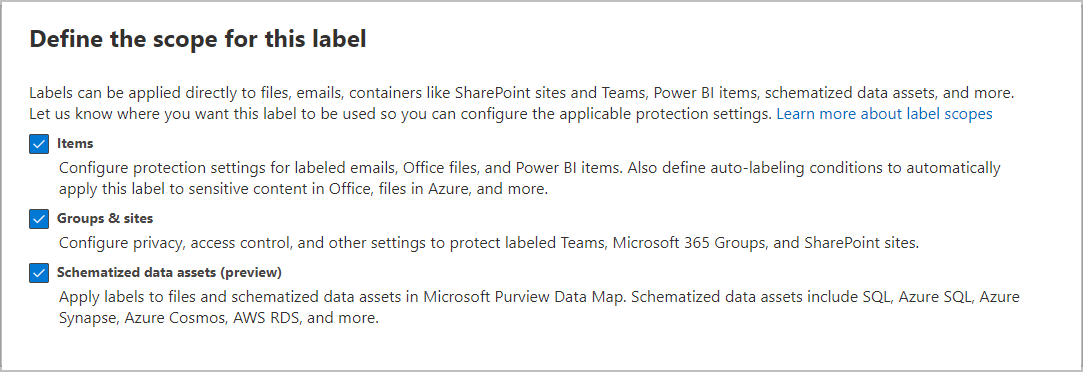 Define the scope for this label
Labels can be applied directly to files, emails, containers like SharePoint sites and Teams, Power BI items, schematized data assets, and more.
Let us know where you want this label to be used so you can configure the applicable protection settings. Learn more about label scopes
Items
Configure protection settings for labeled emails, Office files, and Power BI items. Also define auto-labeling conditions to automatically
apply this label to sensitive content in Office, files in Azure, and more.
Groups & sites
Configure privacy, access control, and other settings to protect labeled Teams, Microsoft 365 Groups, and SharePoint sites.
Schematized data assets (preview)
Apply labels to files and schematized data assets in Microsoft Purview Data Map. Schematized data assets include SQL, Azure SQL, Azure
Synapse, Azure Cosmos, AWS RDS, and more.